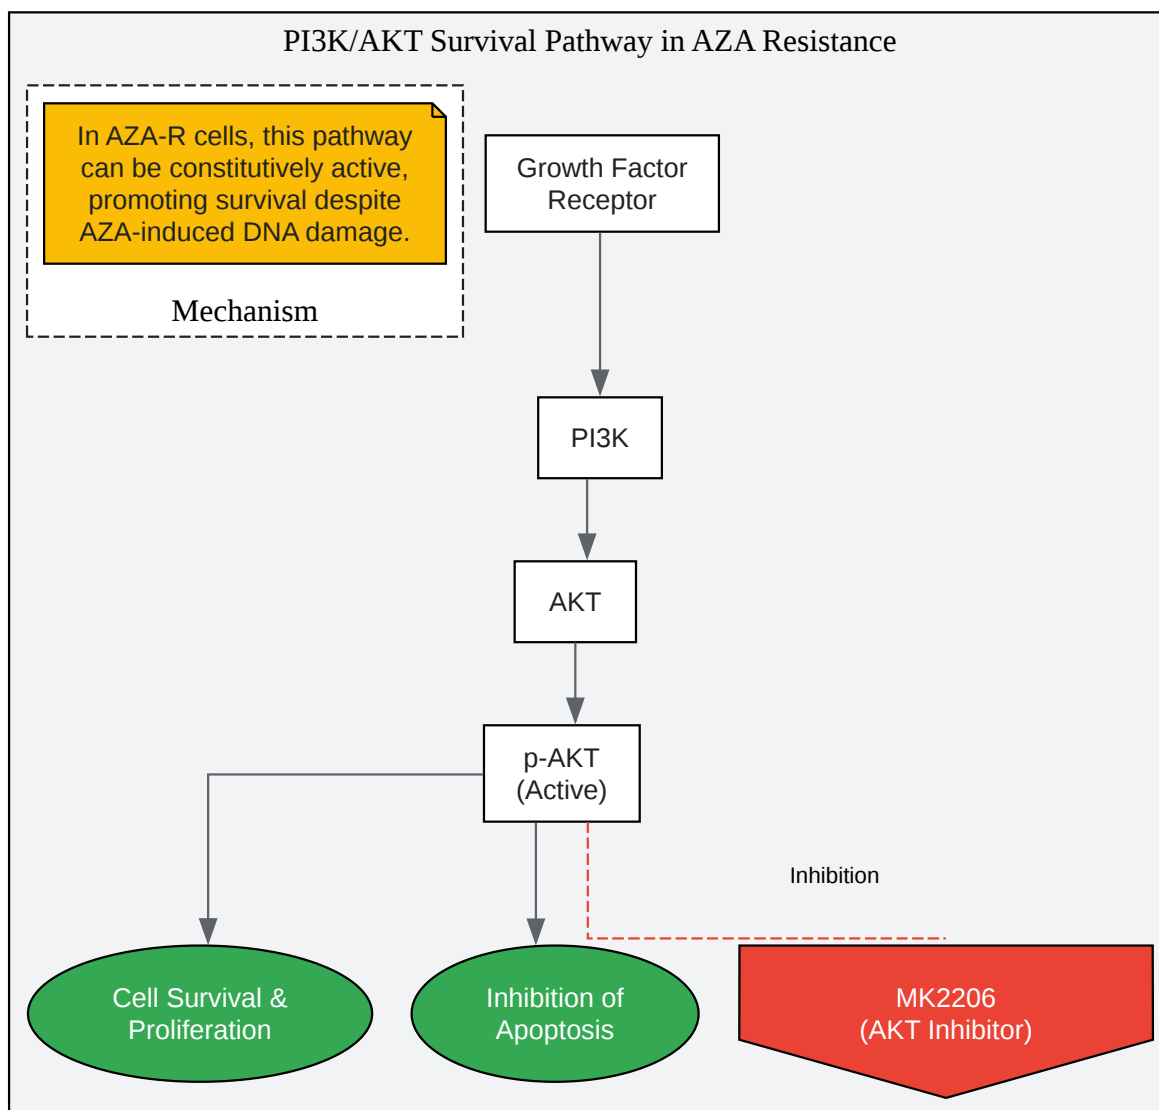 PI3K/AKT Survival Pathway in AZA Resistance
In AZA-R cells, this pathway
can be constitutively active,
promoting survival despite
AZA-induced DNA damage.
Mechanism
Growth Factor
Receptor
PI3K
AKT
p-AKT
(Active)
Inhibition
Cell Survival &
Proliferation
Inhibition of
Apoptosis
MK2206
(AKT Inhibitor)